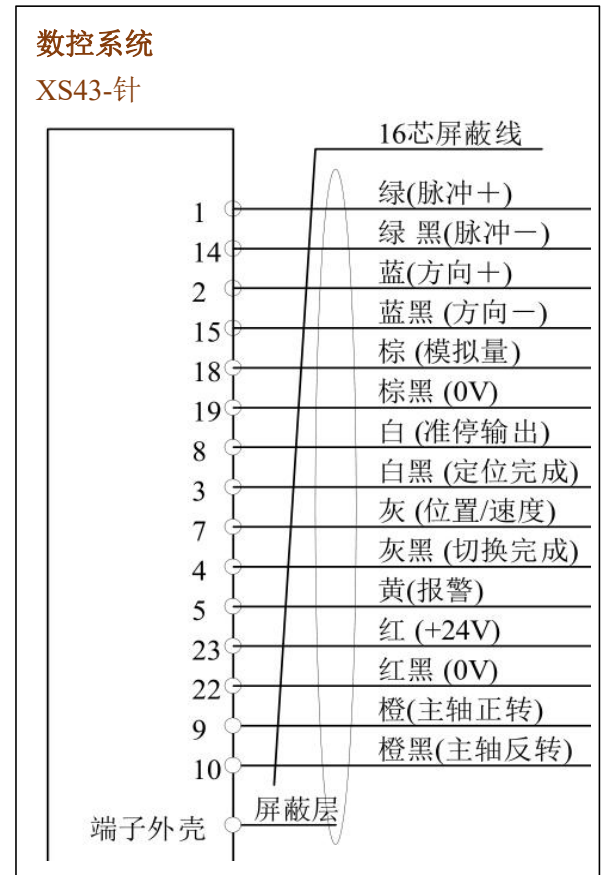 数控系统
XS43-针
16芯屏蔽线
1 绿(脉冲＋)
14 绿 黑(脉冲－)
2 蓝(方向＋)
15 蓝黑 (方向－)
18 棕 (模拟量)
19 棕黑 (0V)
8 白 (准停输出)
3 白黑 (定位完成)
7 灰 (位置/速度)
4 灰黑 (切换完成)
5 黄(报警)
23 红 (+24V)
22 红黑 (0V)
9 橙(主轴正转)
10 橙黑(主轴反转)
端子外壳 屏蔽层